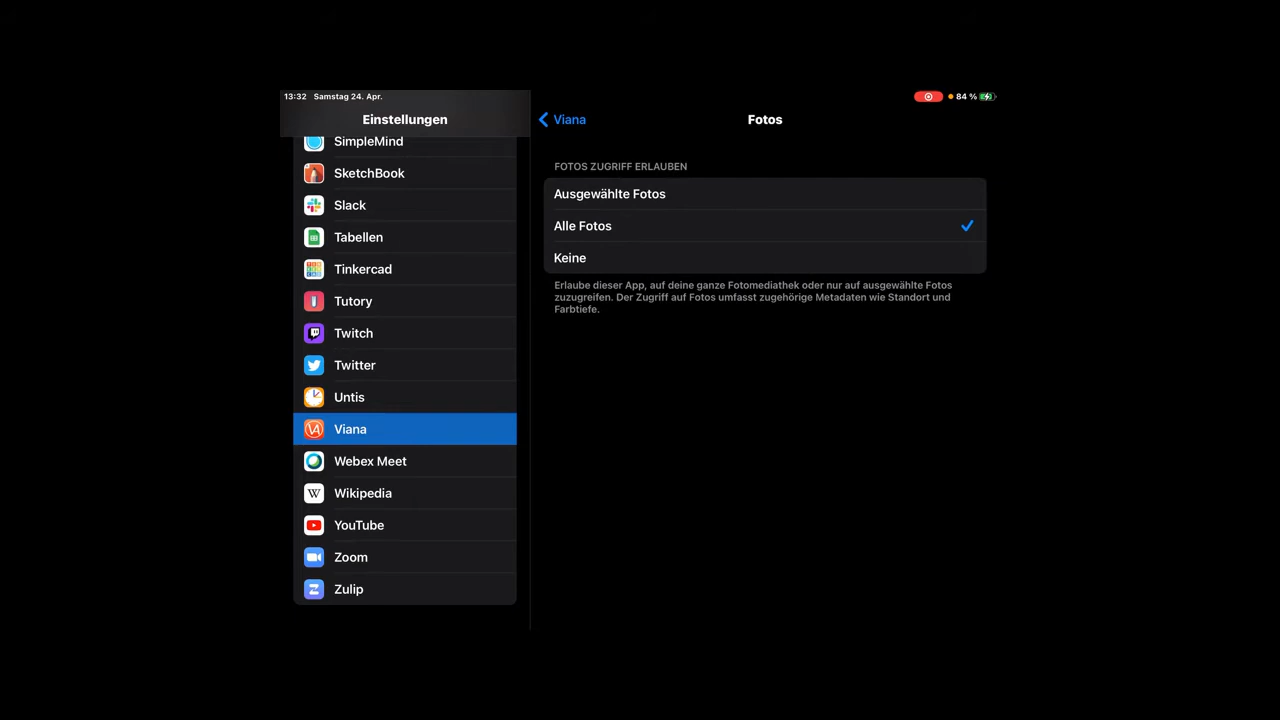 13:32 Samstag 24. Apr.
84 %
Einstellungen
SimpleMind
SketchBook
Slack
Tabellen
Tinkercad
Tutory
Twitch
Twitter
Untis
Viana
Webex Meet
Wikipedia
YouTube
Zoom
Zulip
Viana
Fotos
FOTOS ZUGRIFF ERLAUBEN
Ausgewählte Fotos
Alle Fotos
Keine
Erlaube dieser App, auf deine ganze Fotomediathek oder nur auf ausgewählte Fotos
zuzugreifen. Der Zugriff auf Fotos umfasst zugehörige Metadaten wie Standort und
Farbtiefe.